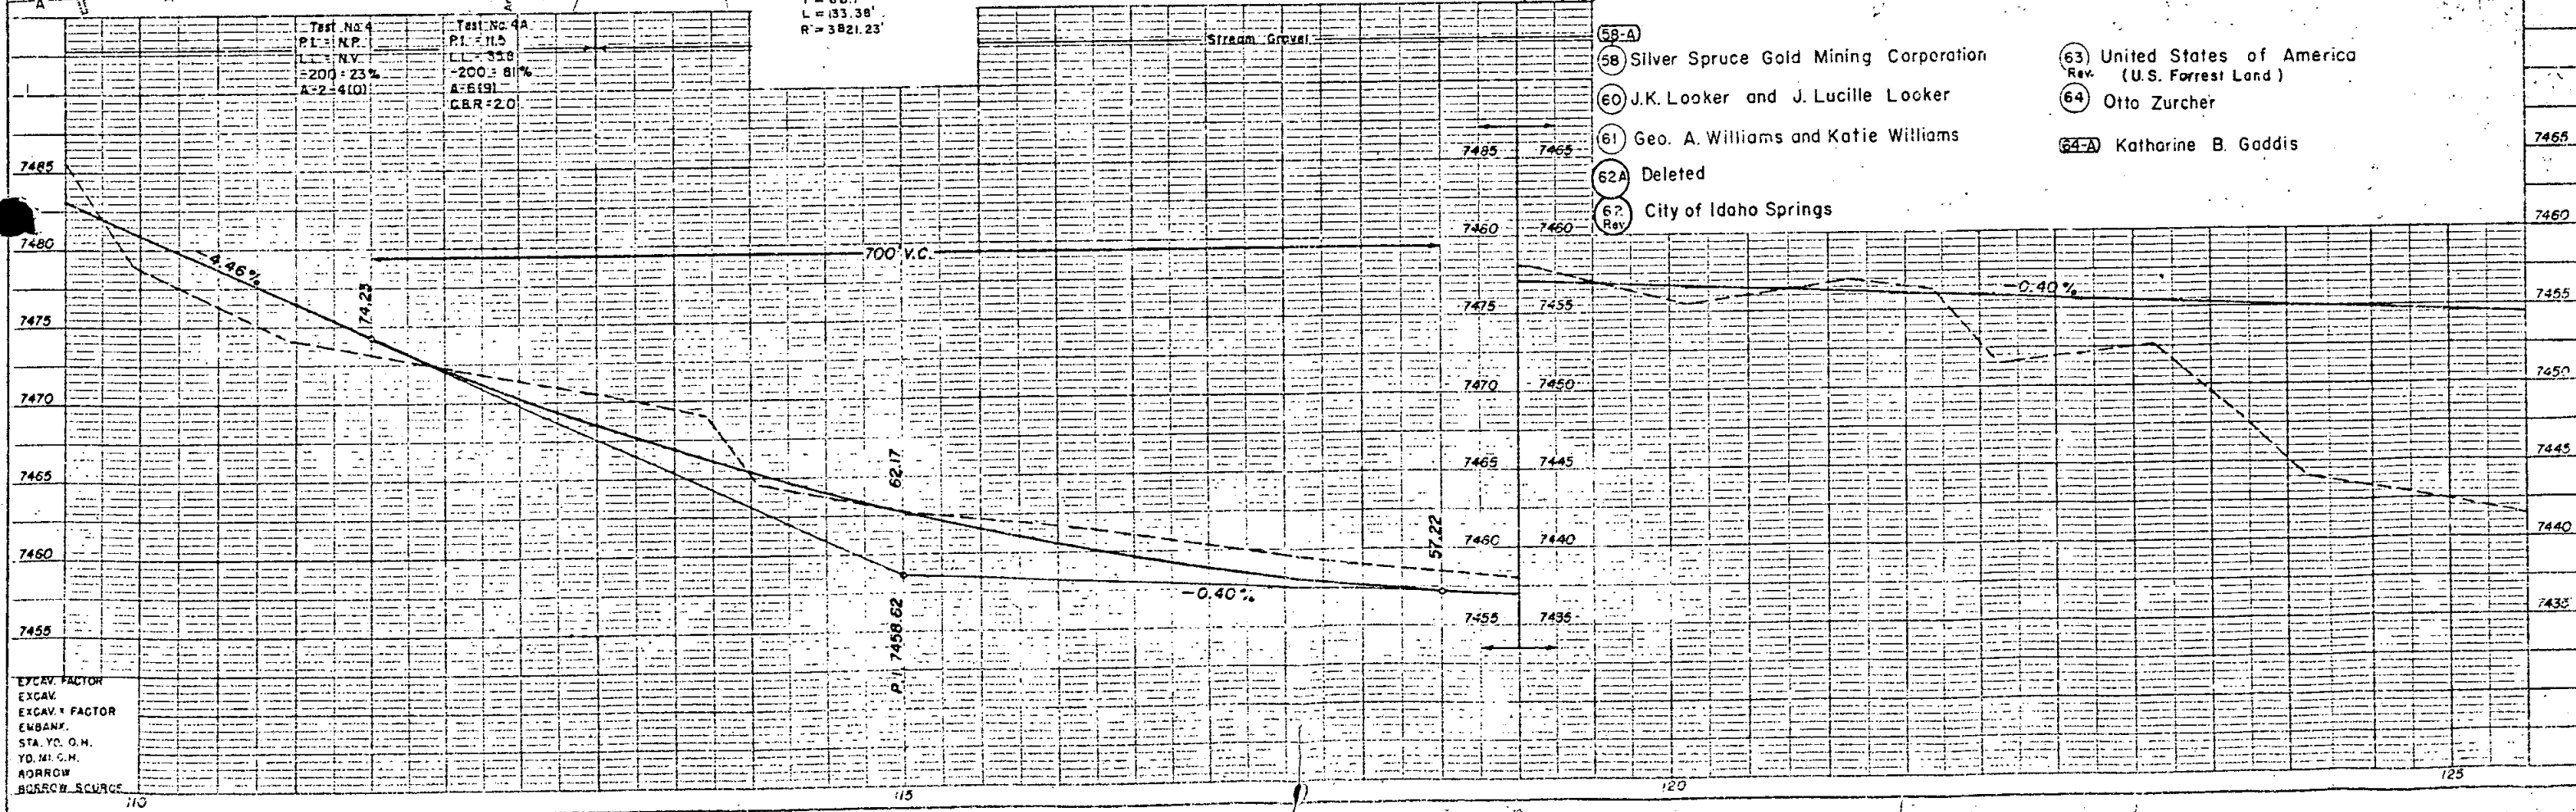 A
Test No. 4
P.I. = N.P.
L.L. = N.V.
-200 = 23%
A-2-4(0)
Test No. 4A
P.I. = 11.5
L.L. = 35.8
-200 = 81%
A-6(9)
C.B.R. = 2.0
L = 133.38'
R = 3821.23'
Stream Gravel
58-A
58 Silver Spruce Gold Mining Corporation
60 J.K. Looker and J. Lucille Looker
61 Geo. A. Williams and Katie Williams
62A Deleted
62 Rev. City of Idaho Springs
63 United States of America
Rev. (U.S. Forrest Land)
64 Otto Zurcher
64-A Katharine B. Gaddis
7485
7480
7475
7470
7465
7460
7455
-4.46%
74.23
700' V.C.
62.17
P.I. 7458.62
-0.40%
57.22
7485 7465
7460 7460
7475 7455
7470 7450
7465 7445
7460 7440
7455 7435
-0.40%
7465
7460
7455
7450
7445
7440
7435
EXCAV. FACTOR
EXCAV.
EXCAV. x FACTOR
EMBANK.
STA. YD. O.H.
YD. MI. O.H.
BORROW
BORROW SOURCE
110
115
120
125